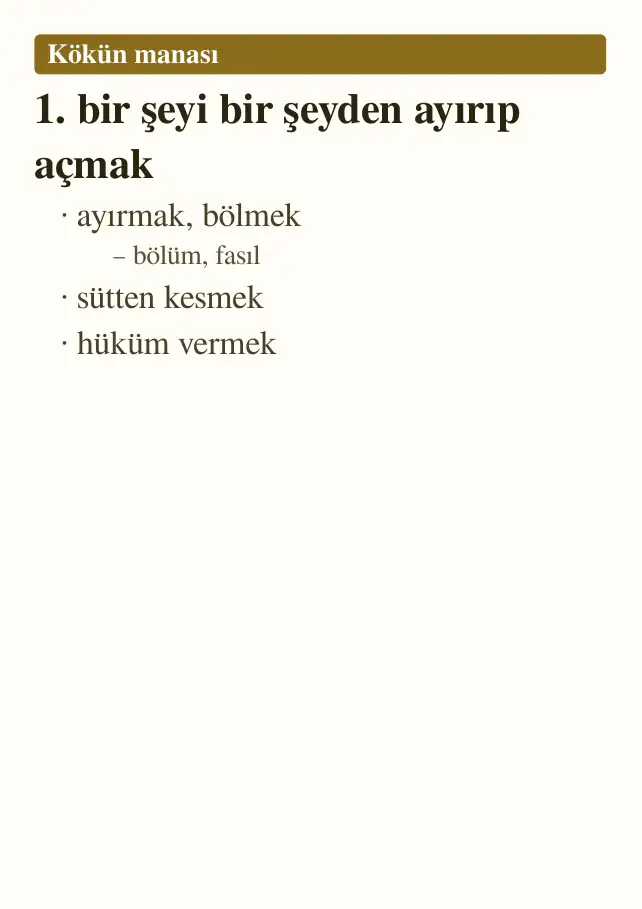 Kökün manası
1. bir şeyi bir şeyden ayırıp
açmak
· ayırmak, bölmek
– bölüm, fasıl
· sütten kesmek
· hüküm vermek